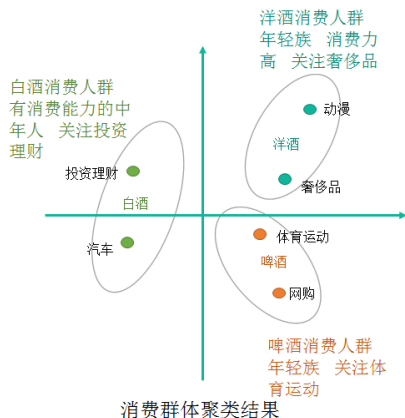 洋酒消费人群
年轻族 消费力
高 关注奢侈品
白酒消费人群
有消费能力的中
年人 关注投资
理财
动漫
洋酒
投资理财
奢侈品
白酒
体育运动
汽车
啤酒
网购
啤酒消费人群
年轻族 关注体
育运动
消费群体聚类结果